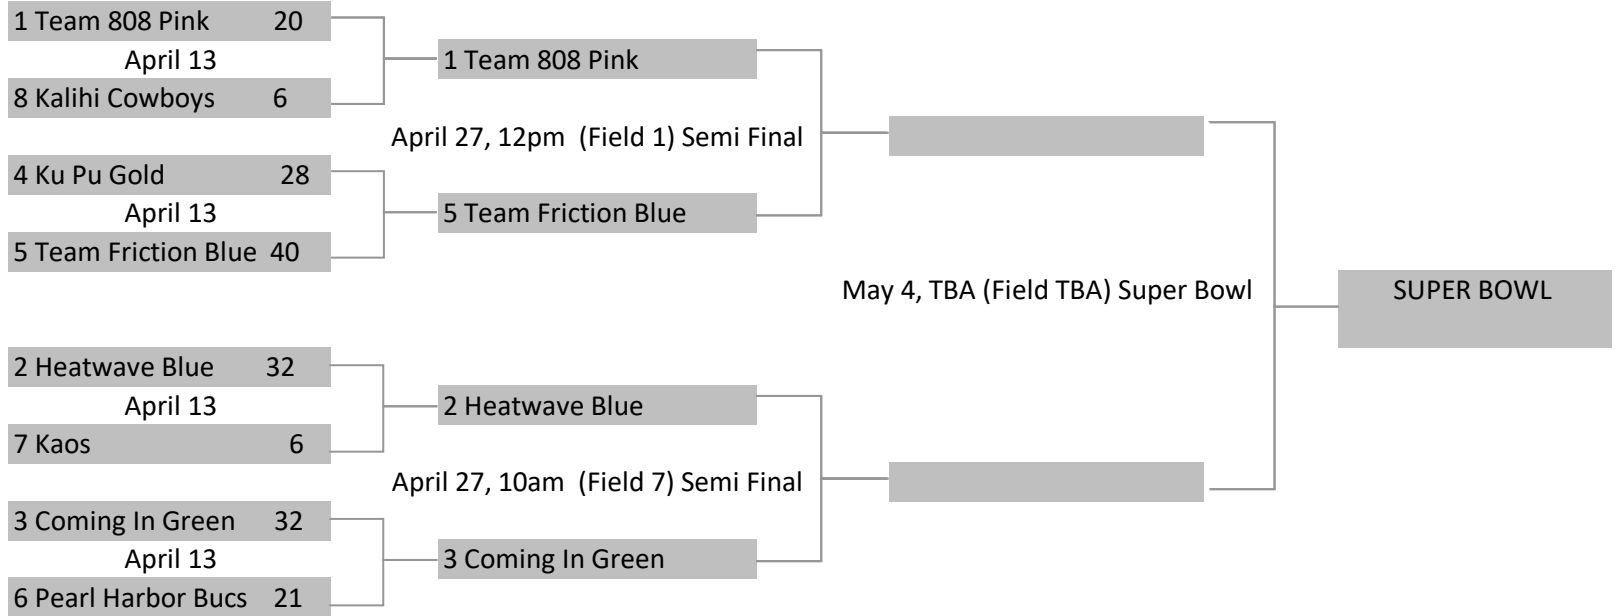 1 Team 808 Pink 20
April 13
8 Kalihi Cowboys 6
1 Team 808 Pink
April 27, 12pm (Field 1) Semi Final
4 Ku Pu Gold 28
April 13
5 Team Friction Blue 40
5 Team Friction Blue
May 4, TBA (Field TBA) Super Bowl
SUPER BOWL
2 Heatwave Blue 32
April 13
7 Kaos 6
2 Heatwave Blue
April 27, 10am (Field 7) Semi Final
3 Coming In Green 32
April 13
6 Pearl Harbor Bucs 21
3 Coming In Green